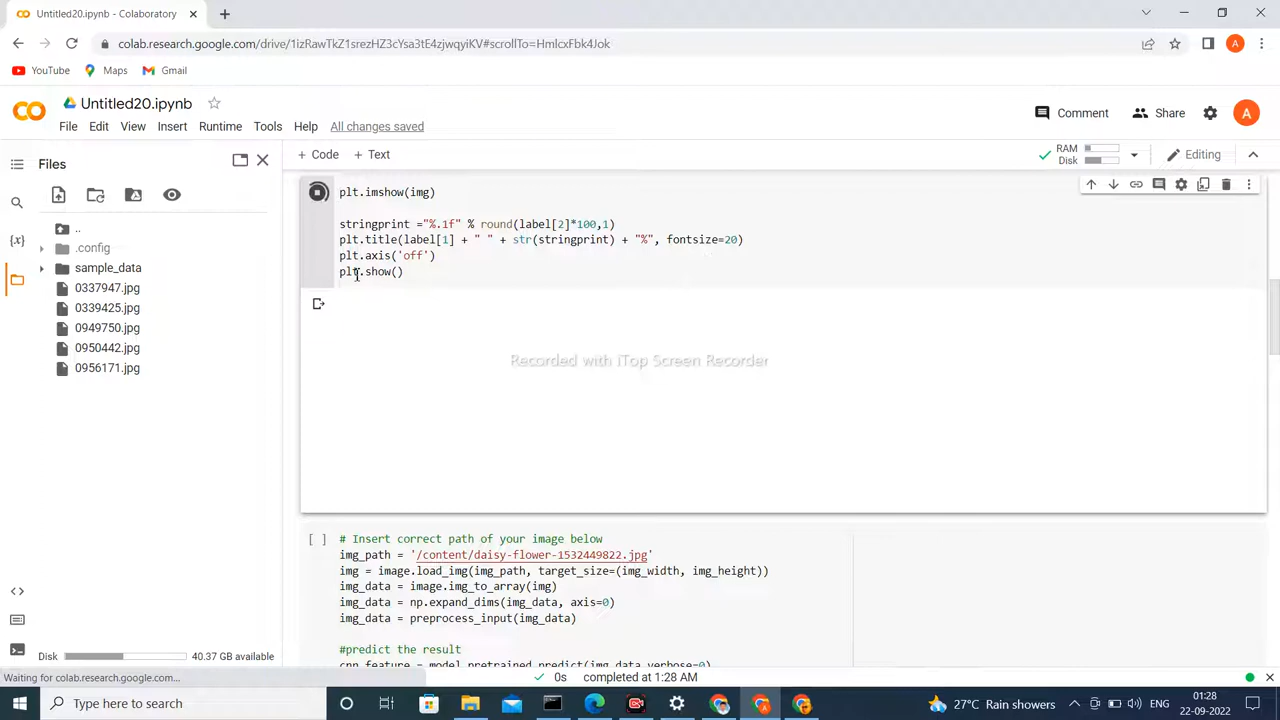 Untitled20.ipynb - Colaboratory
colab.research.google.com/drive/1izRawTkZ1srezHZ3cYsa3tE4zjwqyiKV#scrollTo=HmlcxFbk4Jok
A
YouTube
Maps
Gmail
CO
Untitled20.ipynb
Comment
Share
A
File
Edit
View
Insert
Runtime
Tools
Help
All changes saved
Files
+ Code
+ Text
RAM
Disk
Editing
..
.config
sample_data
0337947.jpg
0339425.jpg
0949750.jpg
0950442.jpg
0956171.jpg
{x}
plt.imshow(img)
stringprint ="%.1f" % round(label[2]*100,1)
plt.title(label[1] + " " + str(stringprint) + "%", fontsize=20)
plt.axis('off')
plt.show()
Recorded with iTop Screen Recorder
[ ]
# Insert correct path of your image below
img_path = '/content/daisy-flower-1532449822.jpg'
img = image.load_img(img_path, target_size=(img_width, img_height))
img_data = image.img_to_array(img)
img_data = np.expand_dims(img_data, axis=0)
img_data = preprocess_input(img_data)
#predict the result
cnn_feature = model_pretrained.predict(img_data,verbose=0)
Disk
40.37 GB available
Waiting for colab.research.google.com...
0s
completed at 1:28 AM
Type here to search
27°C Rain showers
ENG
01:28
22-09-2022